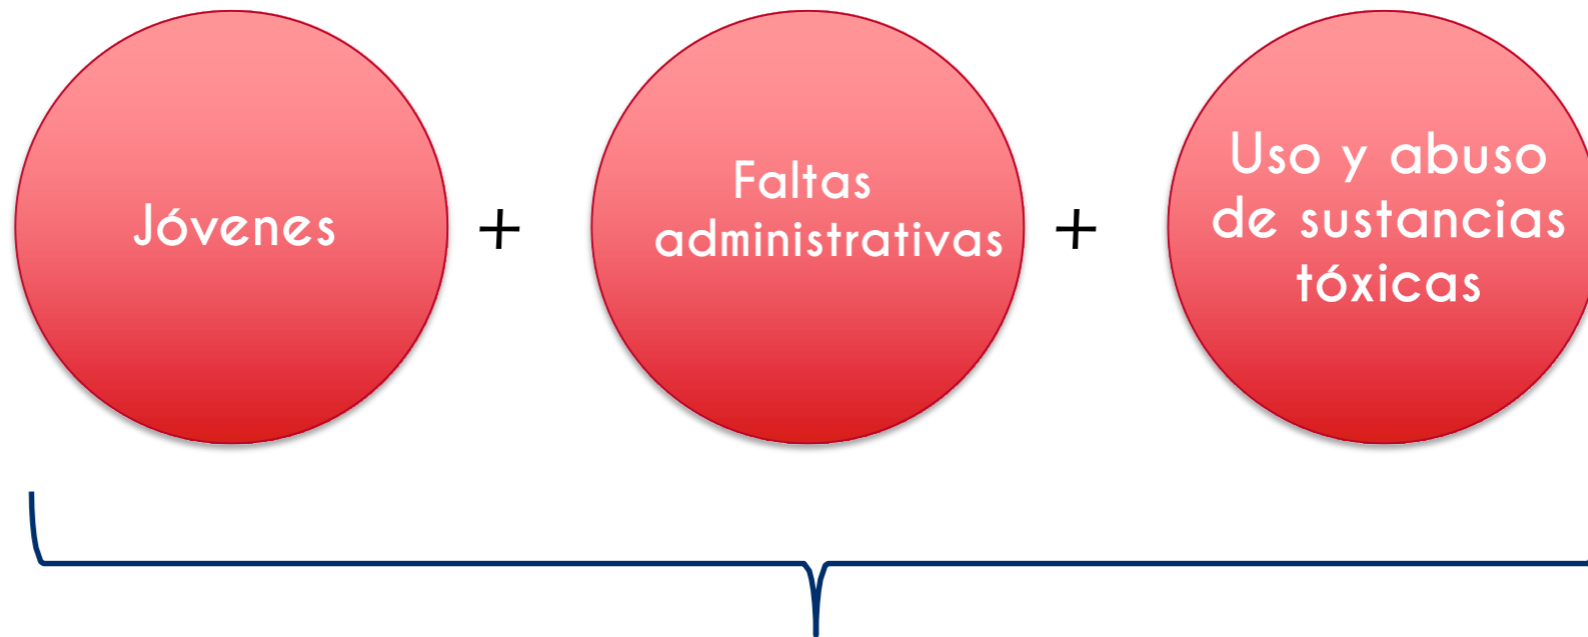 Jóvenes
+
Faltas
administrativas
+
Uso y abuso
de sustancias
tóxicas